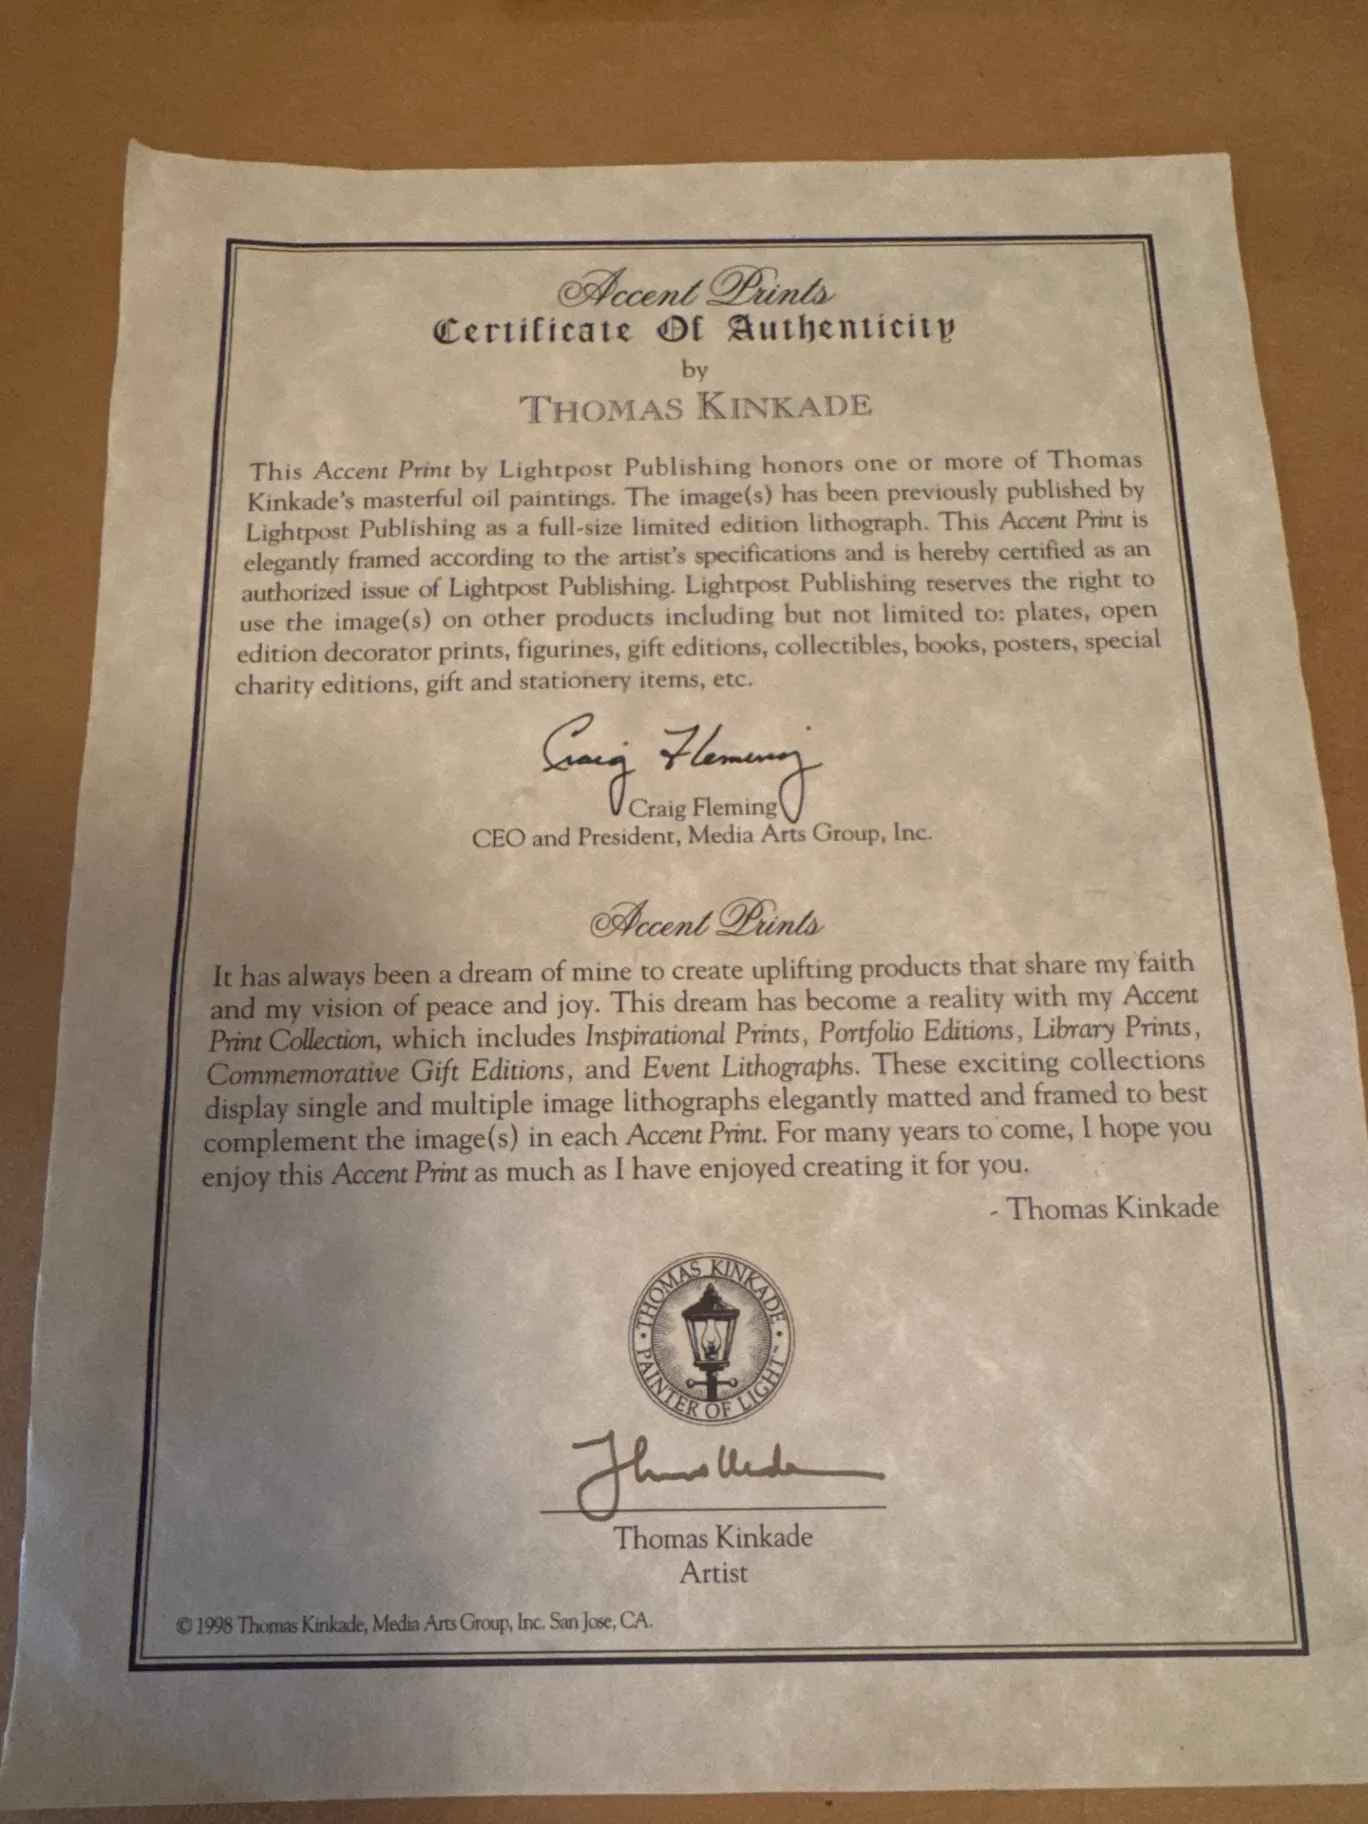 Accent Prints
Certificate Of Authenticity
by
THOMAS KINKADE
This Accent Print by Lightpost Publishing honors one or more of Thomas
Kinkade's masterful oil paintings. The image(s) has been previously published by
Lightpost Publishing as a full-size limited edition lithograph. This Accent Print is
elegantly framed according to the artist's specifications and is hereby certified as an
authorized issue of Lightpost Publishing. Lightpost Publishing reserves the right to
use the image(s) on other products including but not limited to: plates, open
edition decorator prints, figurines, gift editions, collectibles, books, posters, special
charity editions, gift and stationery items, etc.
Craig Fleming
Craig Fleming
CEO and President, Media Arts Group, Inc.
Accent Prints
It has always been a dream of mine to create uplifting products that share my faith
and my vision of peace and joy. This dream has become a reality with my Accent
Print Collection, which includes Inspirational Prints, Portfolio Editions, Library Prints,
Commemorative Gift Editions, and Event Lithographs. These exciting collections
display single and multiple image lithographs elegantly matted and framed to best
complement the image(s) in each Accent Print. For many years to come, I hope you
enjoy this Accent Print as much as I have enjoyed creating it for you.
- Thomas Kinkade
THOMAS KINKADE
PAINTER OF LIGHT
Thomas Kinkade
Artist
© 1998 Thomas Kinkade, Media Arts Group, Inc. San Jose, CA.